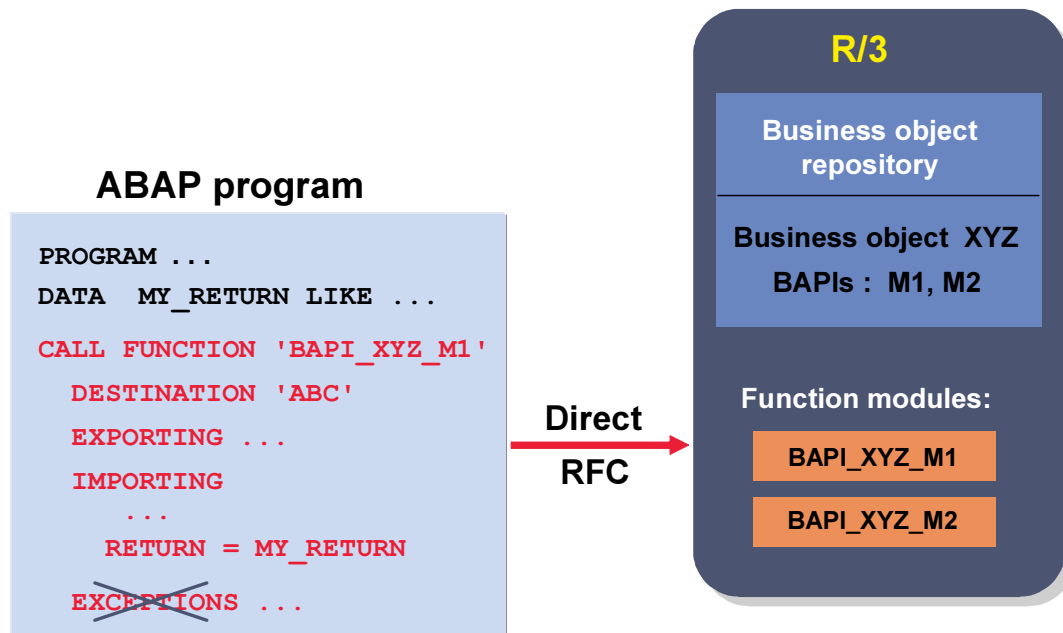 ABAP program
PROGRAM ...
DATA  MY_RETURN LIKE ...
CALL FUNCTION 'BAPI_XYZ_M1'
DESTINATION 'ABC'
EXPORTING ...
IMPORTING
...
RETURN = MY_RETURN
EXCEPTIONS ...
Direct
RFC
R/3
Business object
repository
Business object  XYZ
BAPIs :  M1, M2
Function modules:
BAPI_XYZ_M1
BAPI_XYZ_M2